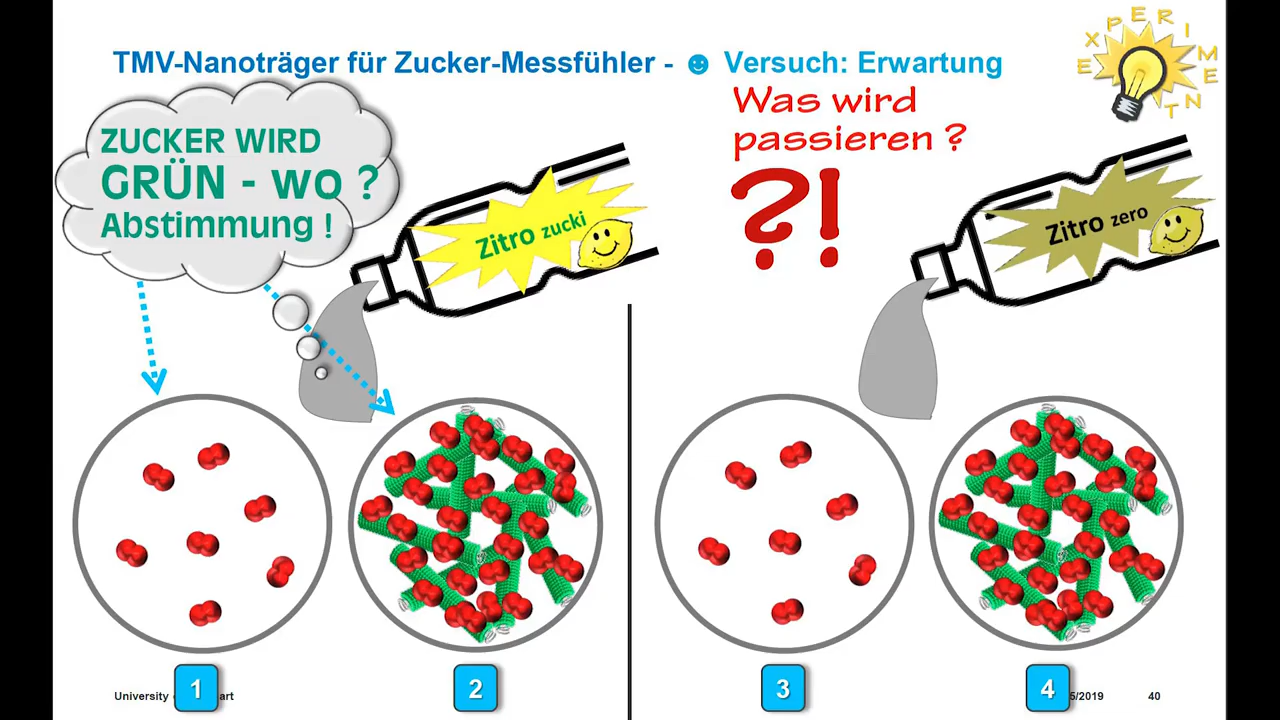 TMV-Nanoträger für Zucker-Messfühler - ☻ Versuch: Erwartung
EXPERIMENT
ZUCKER WIRD
GRÜN - wo ?
Abstimmung !
Was wird
passieren ?
?!
Zitro zucki
Zitro zero
1
2
3
4
University art
5/2019
40